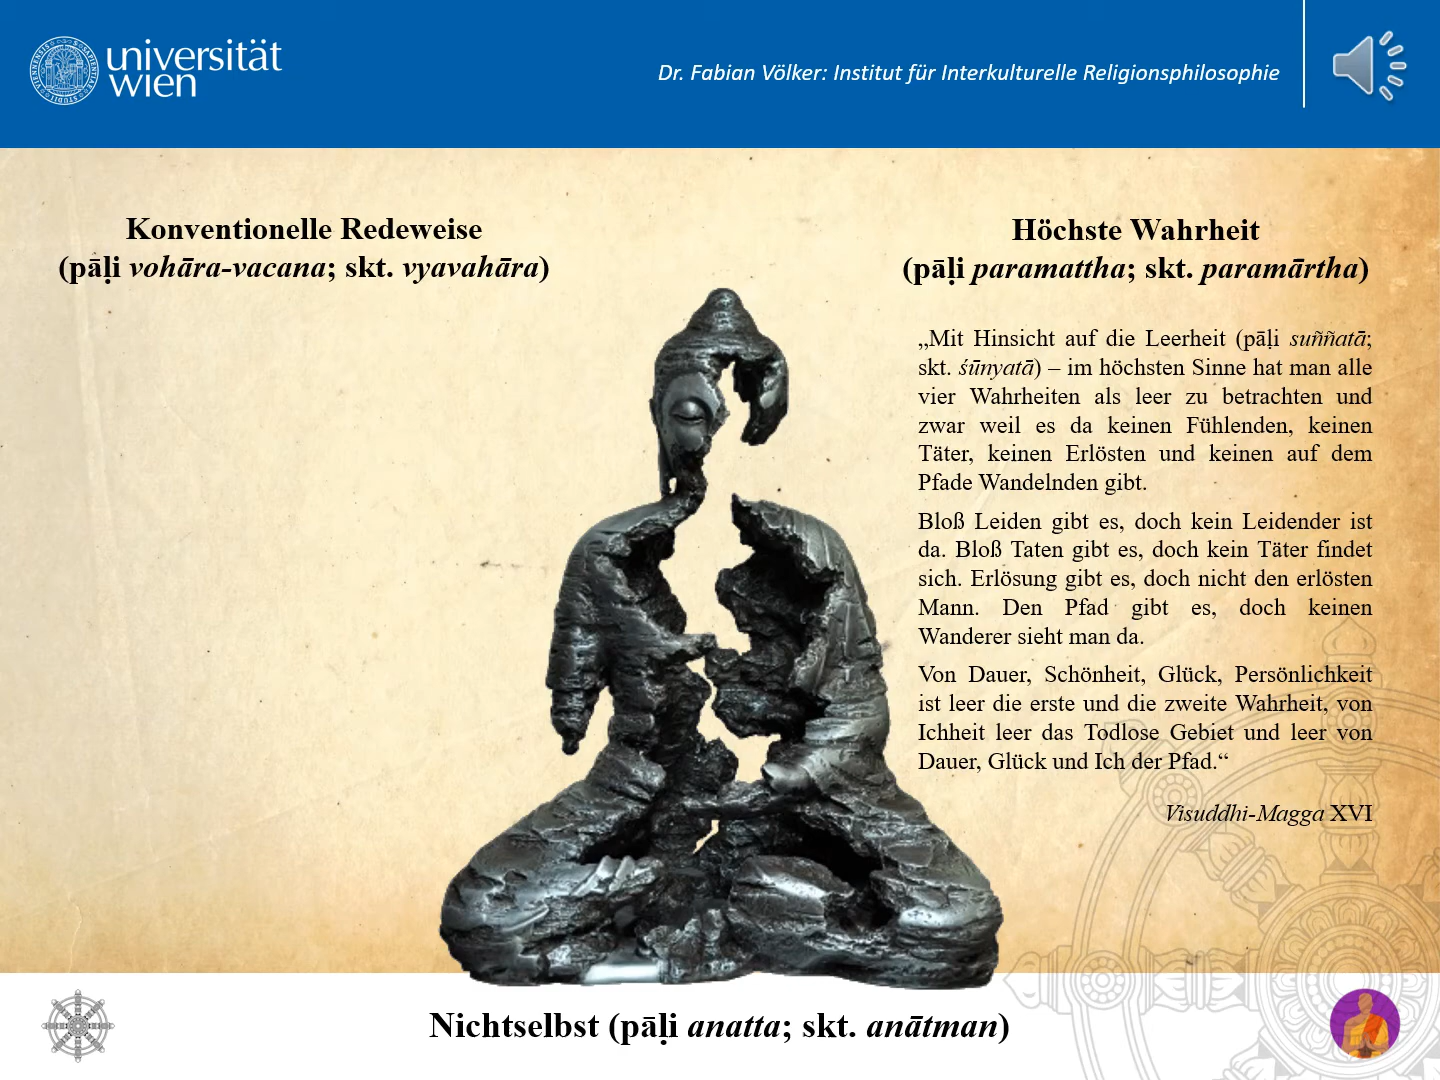 universität
wien
Dr. Fabian Völker: Institut für Interkulturelle Religionsphilosophie
Konventionelle Redeweise
(pāḷi vohāra-vacana; skt. vyavahāra)
Höchste Wahrheit
(pāḷi paramattha; skt. paramārtha)
„Mit Hinsicht auf die Leerheit (pāḷi suññatā;
skt. śūnyatā) – im höchsten Sinne hat man alle
vier Wahrheiten als leer zu betrachten und
zwar weil es da keinen Fühlenden, keinen
Täter, keinen Erlösten und keinen auf dem
Pfade Wandelnden gibt.
Bloß Leiden gibt es, doch kein Leidender ist
da. Bloß Taten gibt es, doch kein Täter findet
sich. Erlösung gibt es, doch nicht den erlösten
Mann. Den Pfad gibt es, doch keinen
Wanderer sieht man da.
Von Dauer, Schönheit, Glück, Persönlichkeit
ist leer die erste und die zweite Wahrheit, von
Ichheit leer das Todlose Gebiet und leer von
Dauer, Glück und Ich der Pfad.“
Visuddhi-Magga XVI
Nichtselbst (pāḷi anatta; skt. anātman)